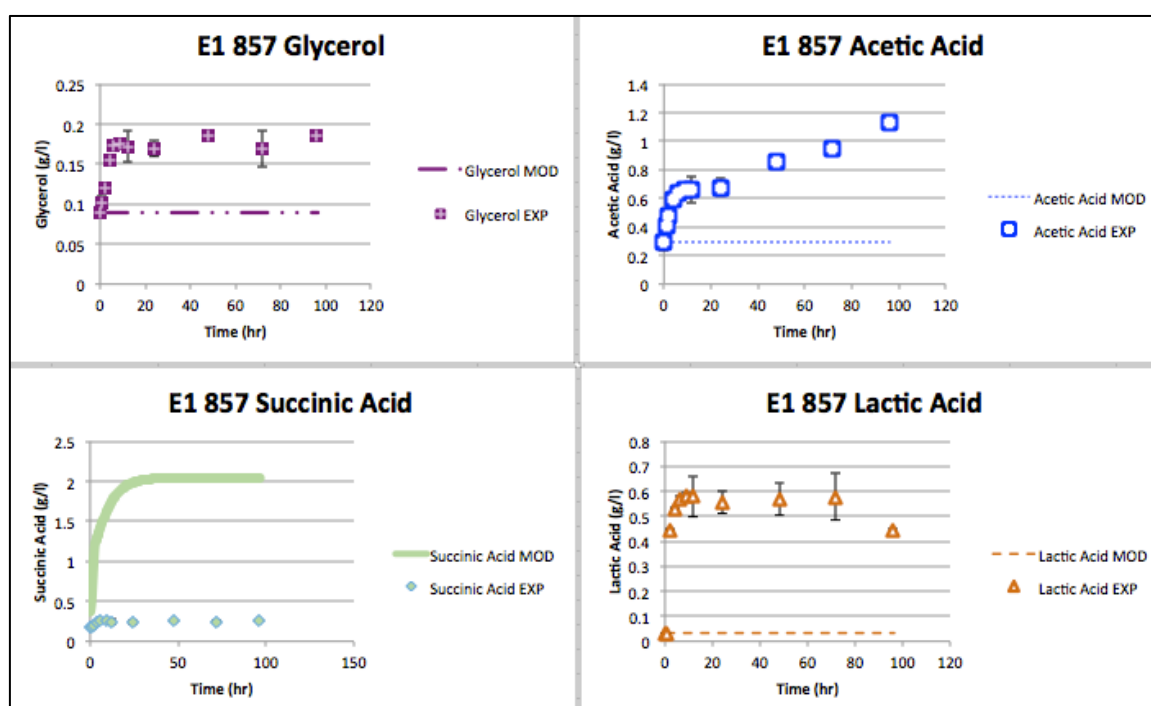 E1 857 Glycerol
0.25
0.2
0.15
0.1
0.05
0
Glycerol (g/l)
0 20 40 60 80 100 120
Time (hr)
Glycerol MOD
Glycerol EXP
E1 857 Acetic Acid
1.4
1.2
1
0.8
0.6
0.4
0.2
0
Acetic Acid (g/l)
0 20 40 60 80 100 120
Time (hr)
Acetic Acid MOD
Acetic Acid EXP
E1 857 Succinic Acid
2.5
2
1.5
1
0.5
0
Succinic Acid (g/l)
0 50 100 150
Time (hr)
Succinic Acid MOD
Succinic Acid EXP
E1 857 Lactic Acid
0.8
0.7
0.6
0.5
0.4
0.3
0.2
0.1
0
Lactic Acid (g/l)
0 20 40 60 80 100 120
Time (hr)
Lactic Acid MOD
Lactic Acid EXP